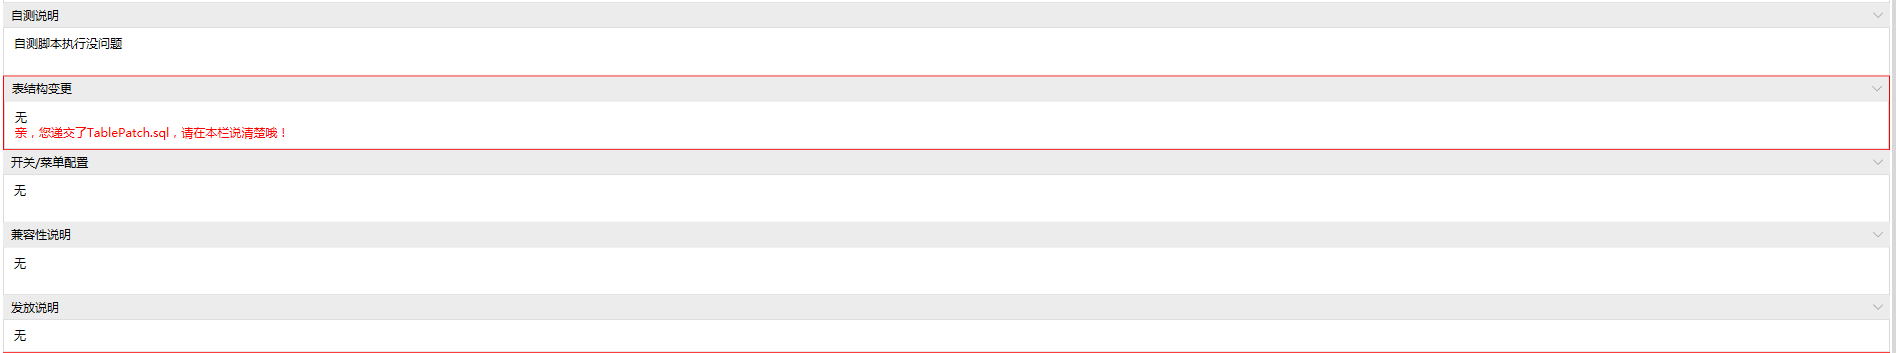 自测说明
自测脚本执行没问题
表结构变更
无
亲，您递交了TablePatch.sql，请在本栏说清楚哦！
开关/菜单配置
无
兼容性说明
无
发放说明
无